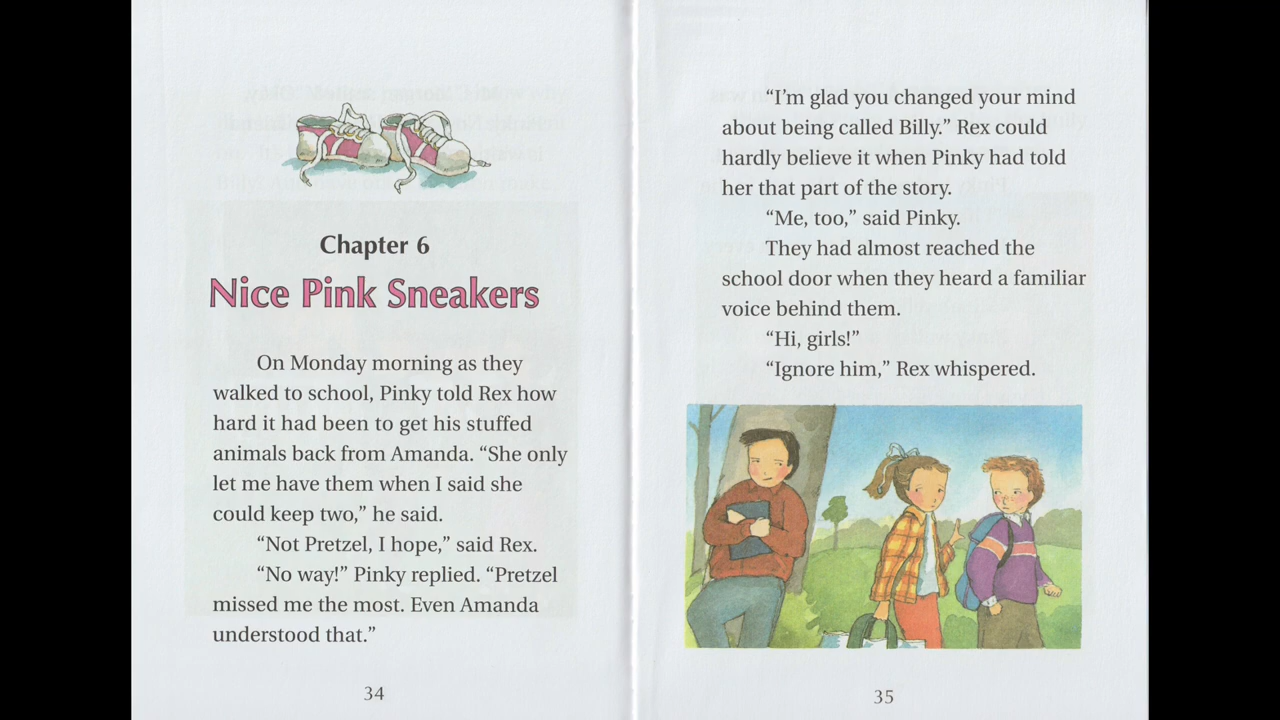 Chapter 6
Nice Pink Sneakers
On Monday morning as they
walked to school, Pinky told Rex how
hard it had been to get his stuffed
animals back from Amanda. “She only
let me have them when I said she
could keep two,” he said.
“Not Pretzel, I hope,” said Rex.
“No way!” Pinky replied. “Pretzel
missed me the most. Even Amanda
understood that.”
34
“I’m glad you changed your mind
about being called Billy.” Rex could
hardly believe it when Pinky had told
her that part of the story.
“Me, too,” said Pinky.
They had almost reached the
school door when they heard a familiar
voice behind them.
“Hi, girls!”
“Ignore him,” Rex whispered.
35